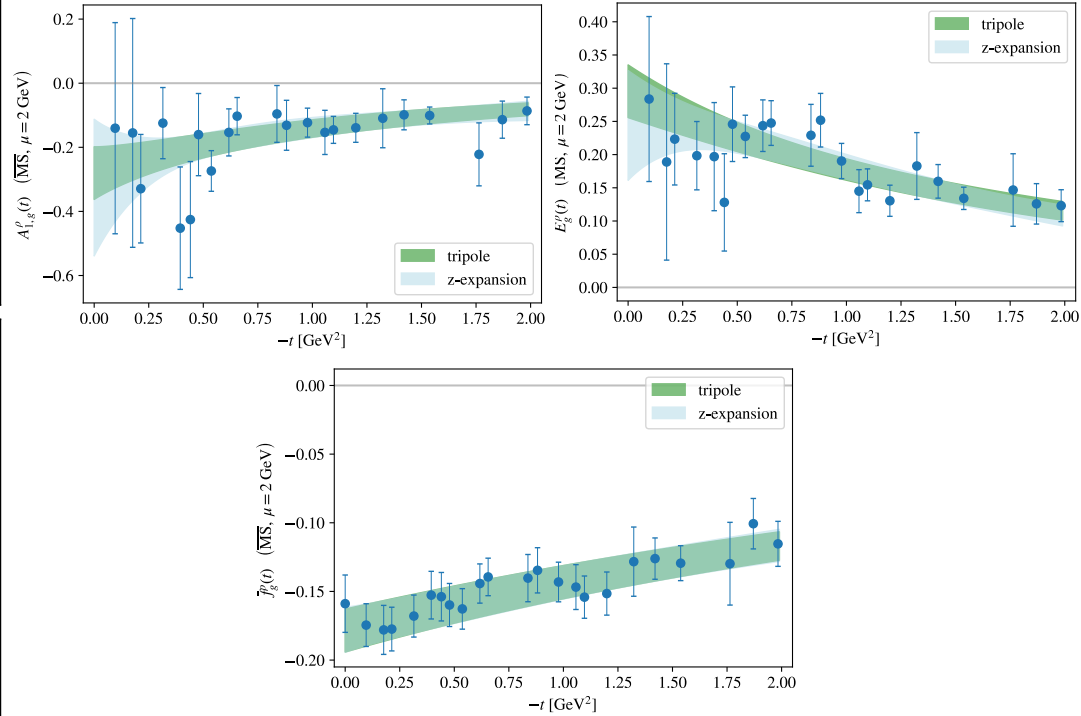 0.2
0.0
−0.2
−0.4
−0.6
A^ρ_{1,g}(t) (M̅S̅, μ = 2 GeV)
tripole
z-expansion
0.00 0.25 0.50 0.75 1.00 1.25 1.50 1.75 2.00
−t [GeV²]
0.40
0.35
0.30
0.25
0.20
0.15
0.10
0.05
0.00
E^ρ_g(t) (MS, μ = 2 GeV)
tripole
z-expansion
0.00 0.25 0.50 0.75 1.00 1.25 1.50 1.75 2.00
−t [GeV²]
0.00
−0.05
−0.10
−0.15
−0.20
(M̅S̅, μ = 2 GeV)
tripole
z-expansion
0.00 0.25 0.50 0.75 1.00 1.25 1.50 1.75 2.00
−t [GeV²]